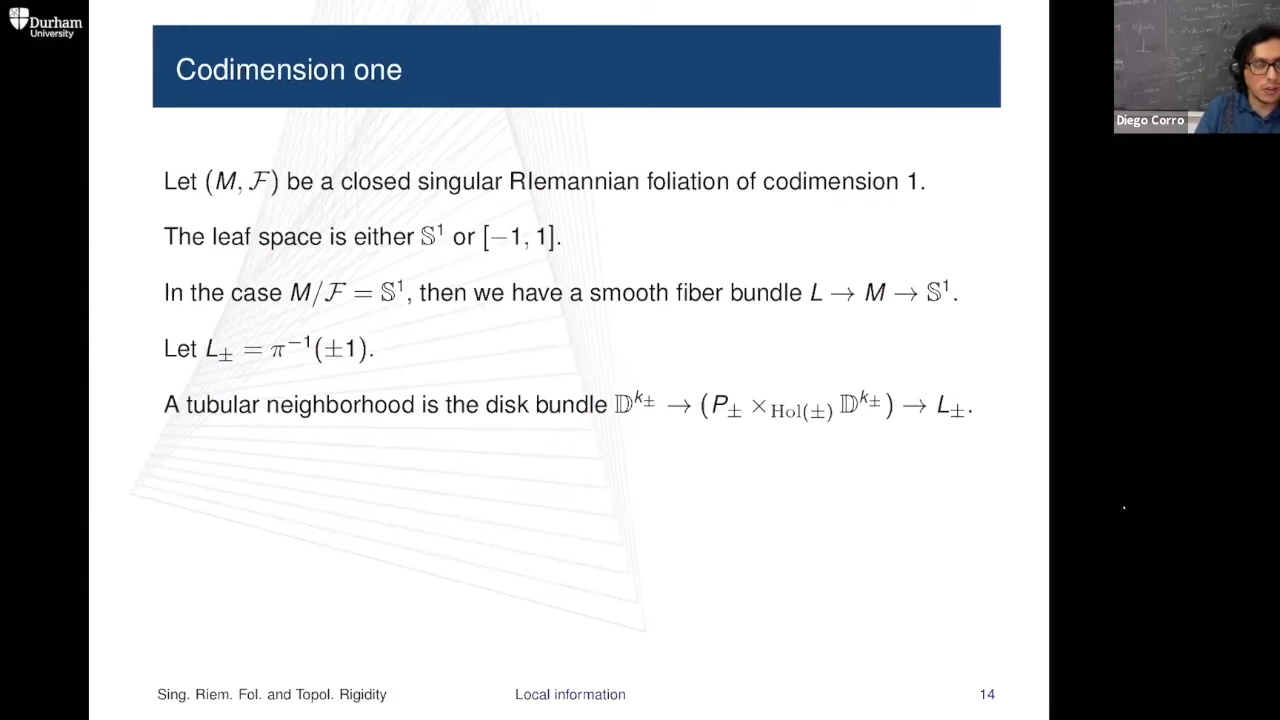 Durham
University
Codimension one
Diego Corro
Let (M, ℱ) be a closed singular RIemannian foliation of codimension 1.
The leaf space is either 𝕊¹ or [−1, 1].
In the case M/ℱ = 𝕊¹, then we have a smooth fiber bundle L → M → 𝕊¹.
Let L± = π⁻¹(±1).
A tubular neighborhood is the disk bundle 𝔻^{k±} → (P± ×_{Hol(±)} 𝔻^{k±}) → L±.
Sing. Riem. Fol. and Topol. Rigidity Local information 14